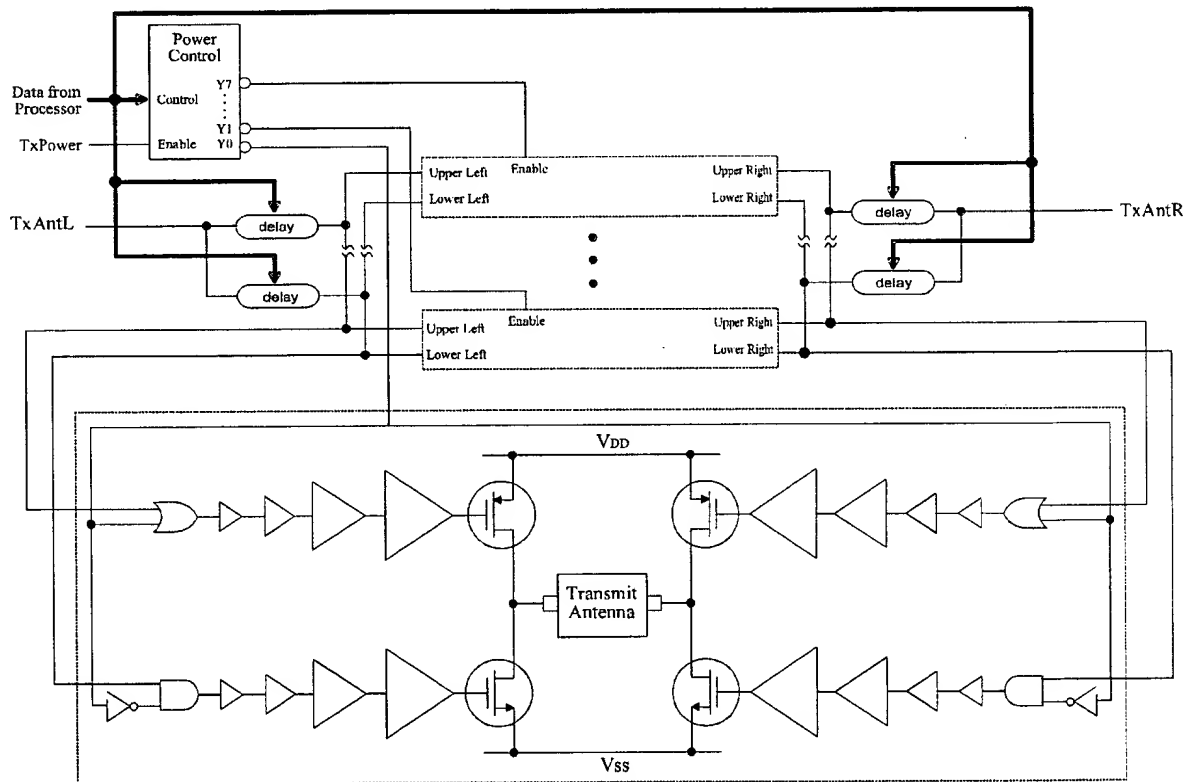 Power
Control
Y7
Data from
Processor
Control
Y1
TxPower
Enable
Y0
Enable
Upper Left
Upper Right
Lower Left
Lower Right
TxAntL
delay
delay
TxAntR
delay
delay
Enable
Upper Left
Upper Right
Lower Left
Lower Right
VDD
Transmit
Antenna
VSS